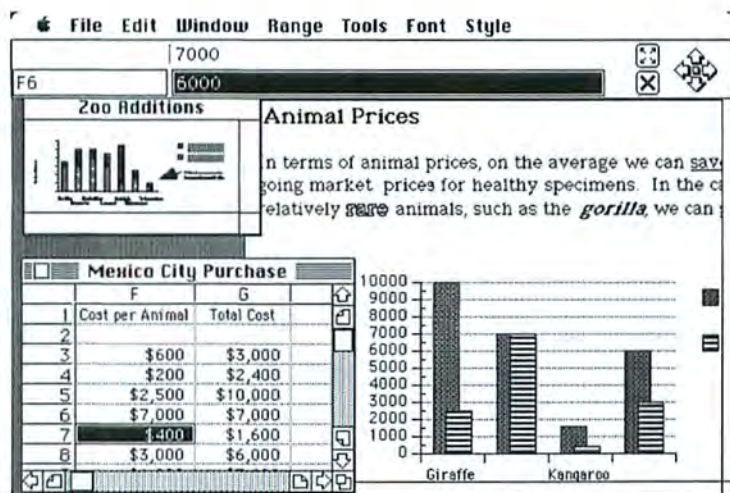 File Edit Window Range Tools Font Style
7000
F6 6000
Zoo Additions
Animal Prices
In terms of animal prices, on the average we can save
going market prices for healthy specimens. In the ca
relatively rare animals, such as the gorilla, we can
Mexico City Purchase
F G
1 Cost per Animal Total Cost
2
3 $600 $3,000
4 $200 $2,400
5 $2,500 $10,000
6 $7,000 $7,000
7 $400 $1,600
8 $3,000 $6,000
10000
9000
8000
7000
6000
5000
4000
3000
2000
1000
0
Giraffe Kangaroo